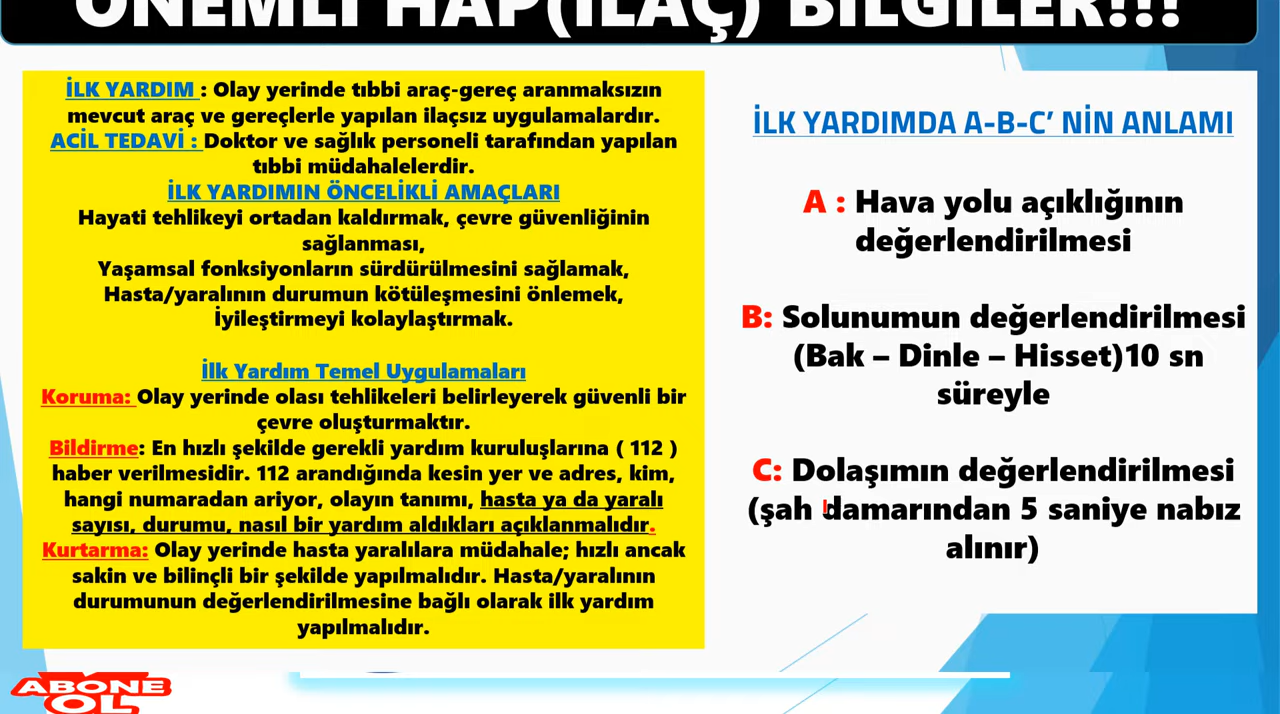 ÖNEMLİ HAP(İLAÇ) BİLGİLER!!!
İLK YARDIM : Olay yerinde tıbbi araç-gereç aranmaksızın
mevcut araç ve gereçlerle yapılan ilaçsız uygulamalardır.
ACİL TEDAVİ : Doktor ve sağlık personeli tarafından yapılan
tıbbi müdahalelerdir.
İLK YARDIMIN ÖNCELİKLİ AMAÇLARI
Hayati tehlikeyi ortadan kaldırmak, çevre güvenliğinin
sağlanması,
Yaşamsal fonksiyonların sürdürülmesini sağlamak,
Hasta/yaralının durumun kötüleşmesini önlemek,
İyileştirmeyi kolaylaştırmak.
İlk Yardım Temel Uygulamaları
Koruma: Olay yerinde olası tehlikeleri belirleyerek güvenli bir
çevre oluşturmaktır.
Bildirme: En hızlı şekilde gerekli yardım kuruluşlarına ( 112 )
haber verilmesidir. 112 arandığında kesin yer ve adres, kim,
hangi numaradan ariyor, olayın tanımı, hasta ya da yaralı
sayısı, durumu, nasıl bir yardım aldıkları açıklanmalıdır.
Kurtarma: Olay yerinde hasta yaralılara müdahale; hızlı ancak
sakin ve bilinçli bir şekilde yapılmalıdır. Hasta/yaralının
durumunun değerlendirilmesine bağlı olarak ilk yardım
yapılmalıdır.
İLK YARDIMDA A-B-C’ NİN ANLAMI
A : Hava yolu açıklığının
değerlendirilmesi
B: Solunumun değerlendirilmesi
(Bak – Dinle – Hisset)10 sn
süreyle
C: Dolaşımın değerlendirilmesi
(şah damarından 5 saniye nabız
alınır)
ABONE
OL